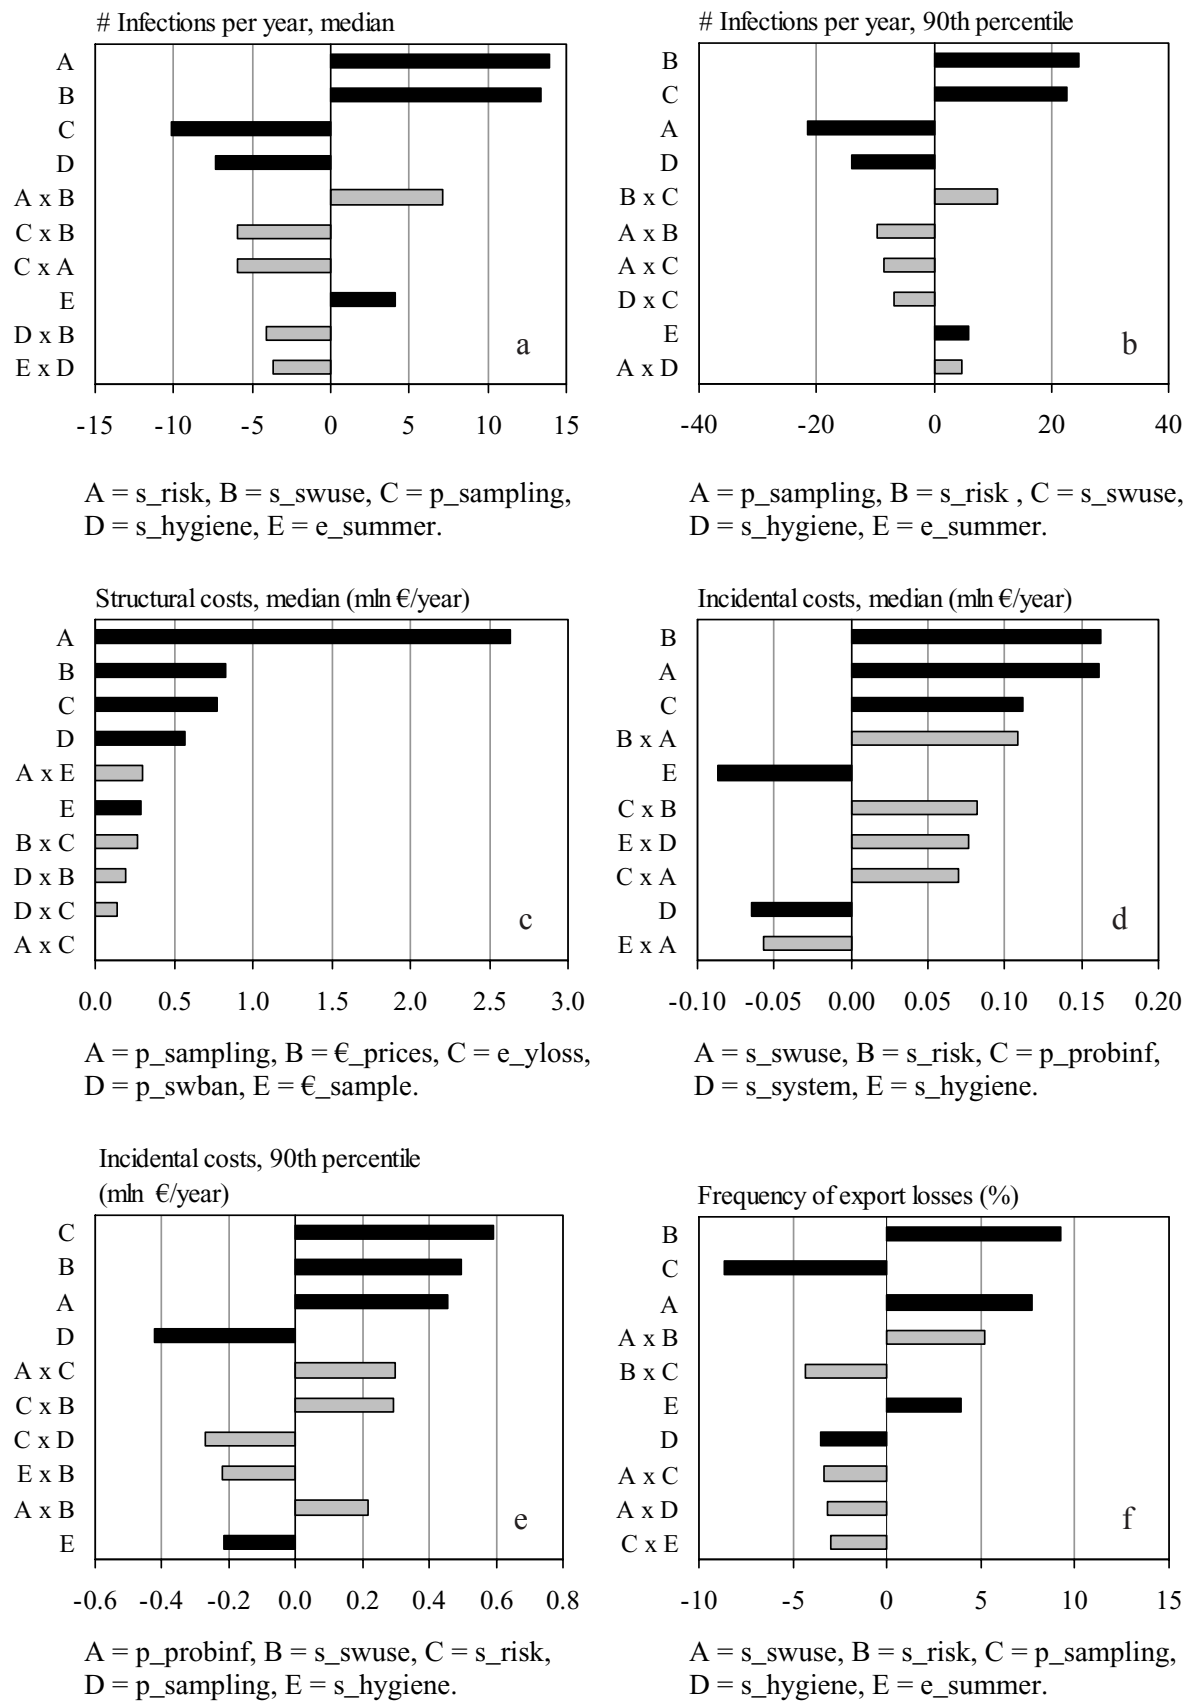 # Infections per year, median
A
B
C
D
A x B
C x B
C x A
E
D x B
E x D
a
-15 -10 -5 0 5 10 15
A = s_risk, B = s_swuse, C = p_sampling,
D = s_hygiene, E = e_summer.
# Infections per year, 90th percentile
B
C
A
D
B x C
A x B
A x C
D x C
E
A x D
b
-40 -20 0 20 40
A = p_sampling, B = s_risk , C = s_swuse,
D = s_hygiene, E = e_summer.
Structural costs, median (mln €/year)
A
B
C
D
A x E
E
B x C
D x B
D x C
A x C
c
0.0 0.5 1.0 1.5 2.0 2.5 3.0
A = p_sampling, B = €_prices, C = e_yloss,
D = p_swban, E = €_sample.
Incidental costs, median (mln €/year)
B
A
C
B x A
E
C x B
E x D
C x A
D
E x A
d
-0.10 -0.05 0.00 0.05 0.10 0.15 0.20
A = s_swuse, B = s_risk, C = p_probinf,
D = s_system, E = s_hygiene.
Incidental costs, 90th percentile
(mln €/year)
C
B
A
D
A x C
C x B
C x D
E x B
A x B
E
e
-0.6 -0.4 -0.2 0.0 0.2 0.4 0.6 0.8
A = p_probinf, B = s_swuse, C = s_risk,
D = p_sampling, E = s_hygiene.
Frequency of export losses (%)
B
C
A
A x B
B x C
E
D
A x C
A x D
C x E
f
-10 -5 0 5 10 15
A = s_swuse, B = s_risk, C = p_sampling,
D = s_hygiene, E = e_summer.